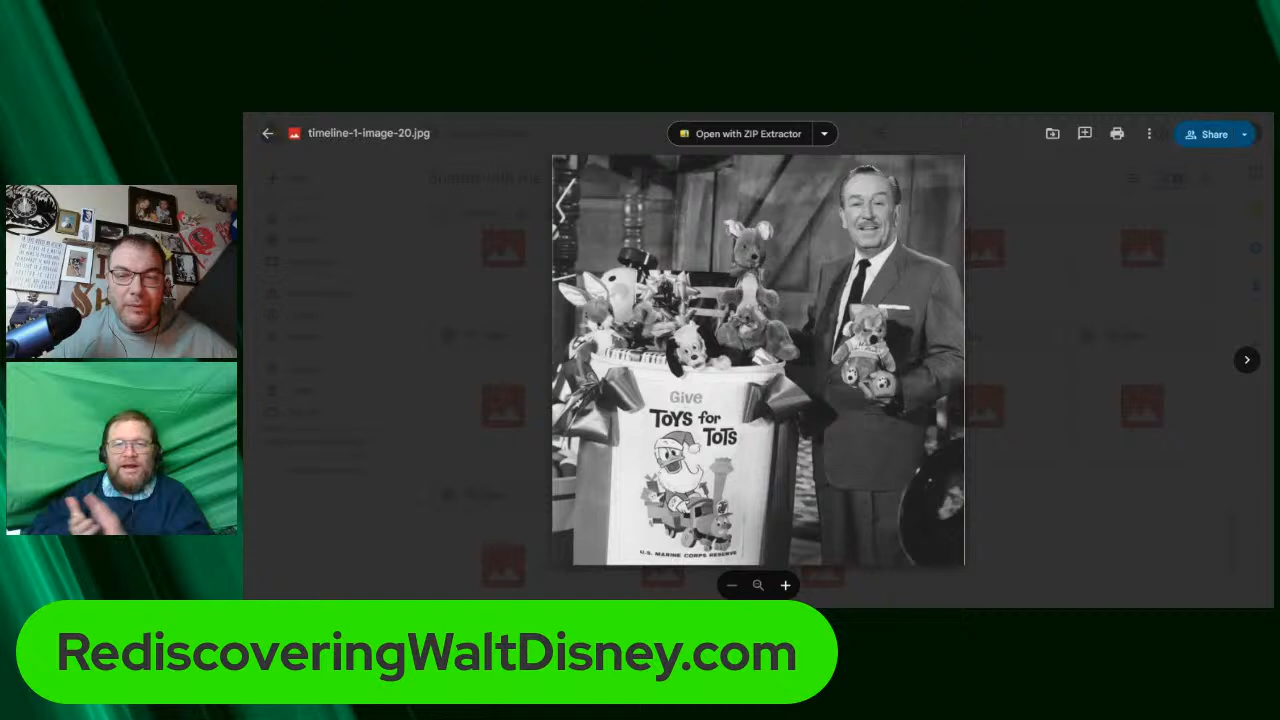 timeline-1-image-20.jpg
Open with ZIP Extractor
Share
Give
TOYS for
TOTS
U.S. MARINE CORPS RESERVE
RediscoveringWaltDisney.com